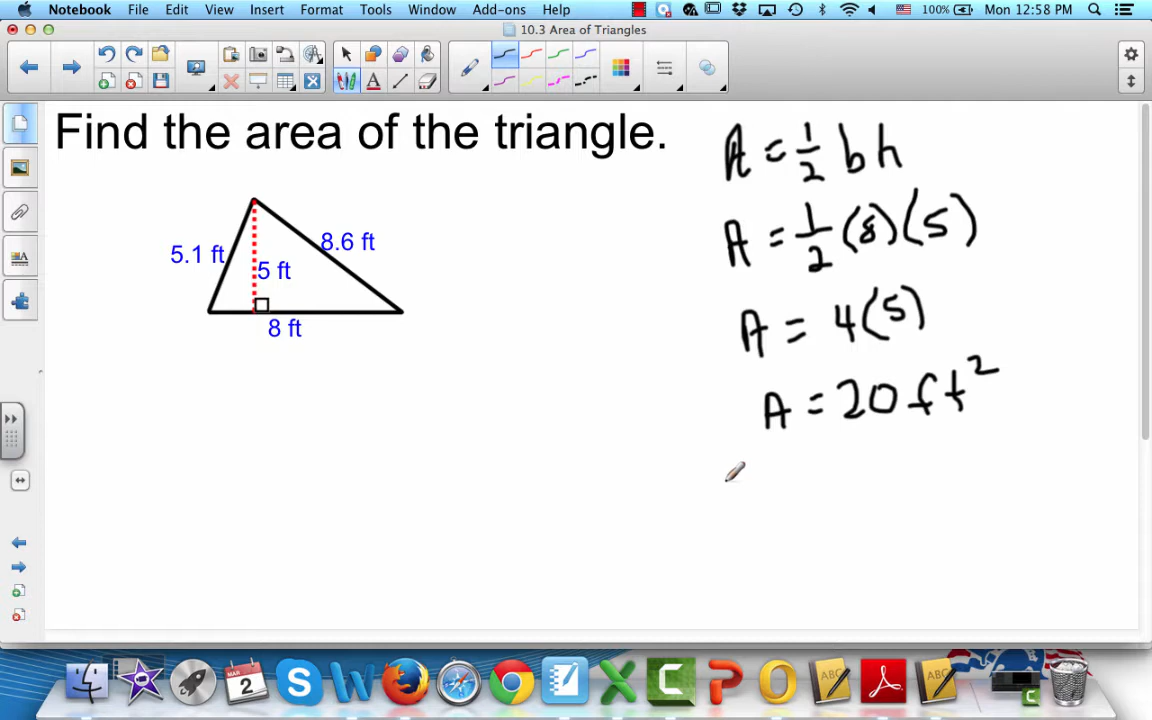 Notebook File Edit View Insert Format Tools Window Add-ons Help 100% Mon 12:58 PM
10.3 Area of Triangles
Find the area of the triangle.
5.1 ft
8.6 ft
5 ft
8 ft
A = 1/2 b h
A = 1/2 (8)(5)
A = 4(5)
A = 20 ft²
MAR 2
S
W
X
C
P
O
C